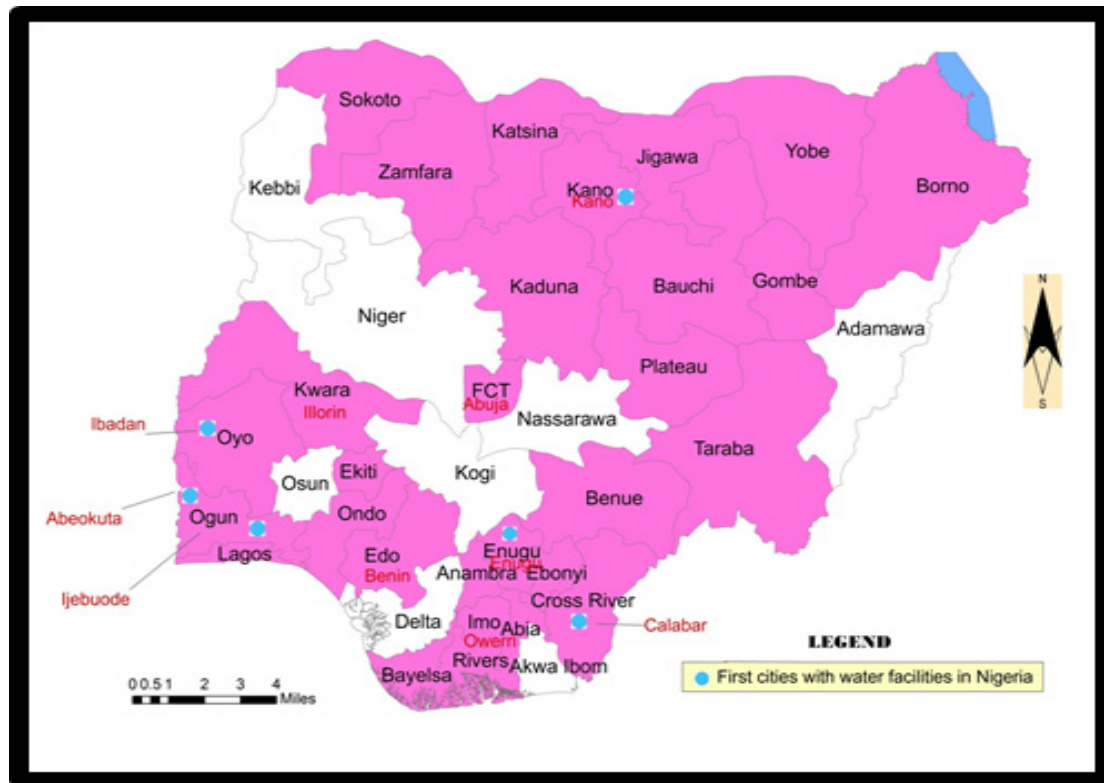 Sokoto
Katsina
Yobe
Jigawa
Zamfara
Kebbi
Borno
Kano
Kano
Gombe
Kaduna
Bauchi
Niger
Adamawa
N
S
Plateau
Kwara
Illorin
FCT
Abuja
Nassarawa
Ibadan
Oyo
Taraba
Kogi
Ekiti
Osun
Benue
Abeokuta
Ogun
Ondo
Lagos
Edo
Benin
Enugu
Enugu
Anambra
Ebonyi
Ijebuode
Cross River
Delta
Imo
Abia
Calabar
Owerri
LEGEND
Rivers
Akwa Ibom
Bayelsa
First cities with water facilities in Nigeria
0 0.5 1 2 3 4
Miles